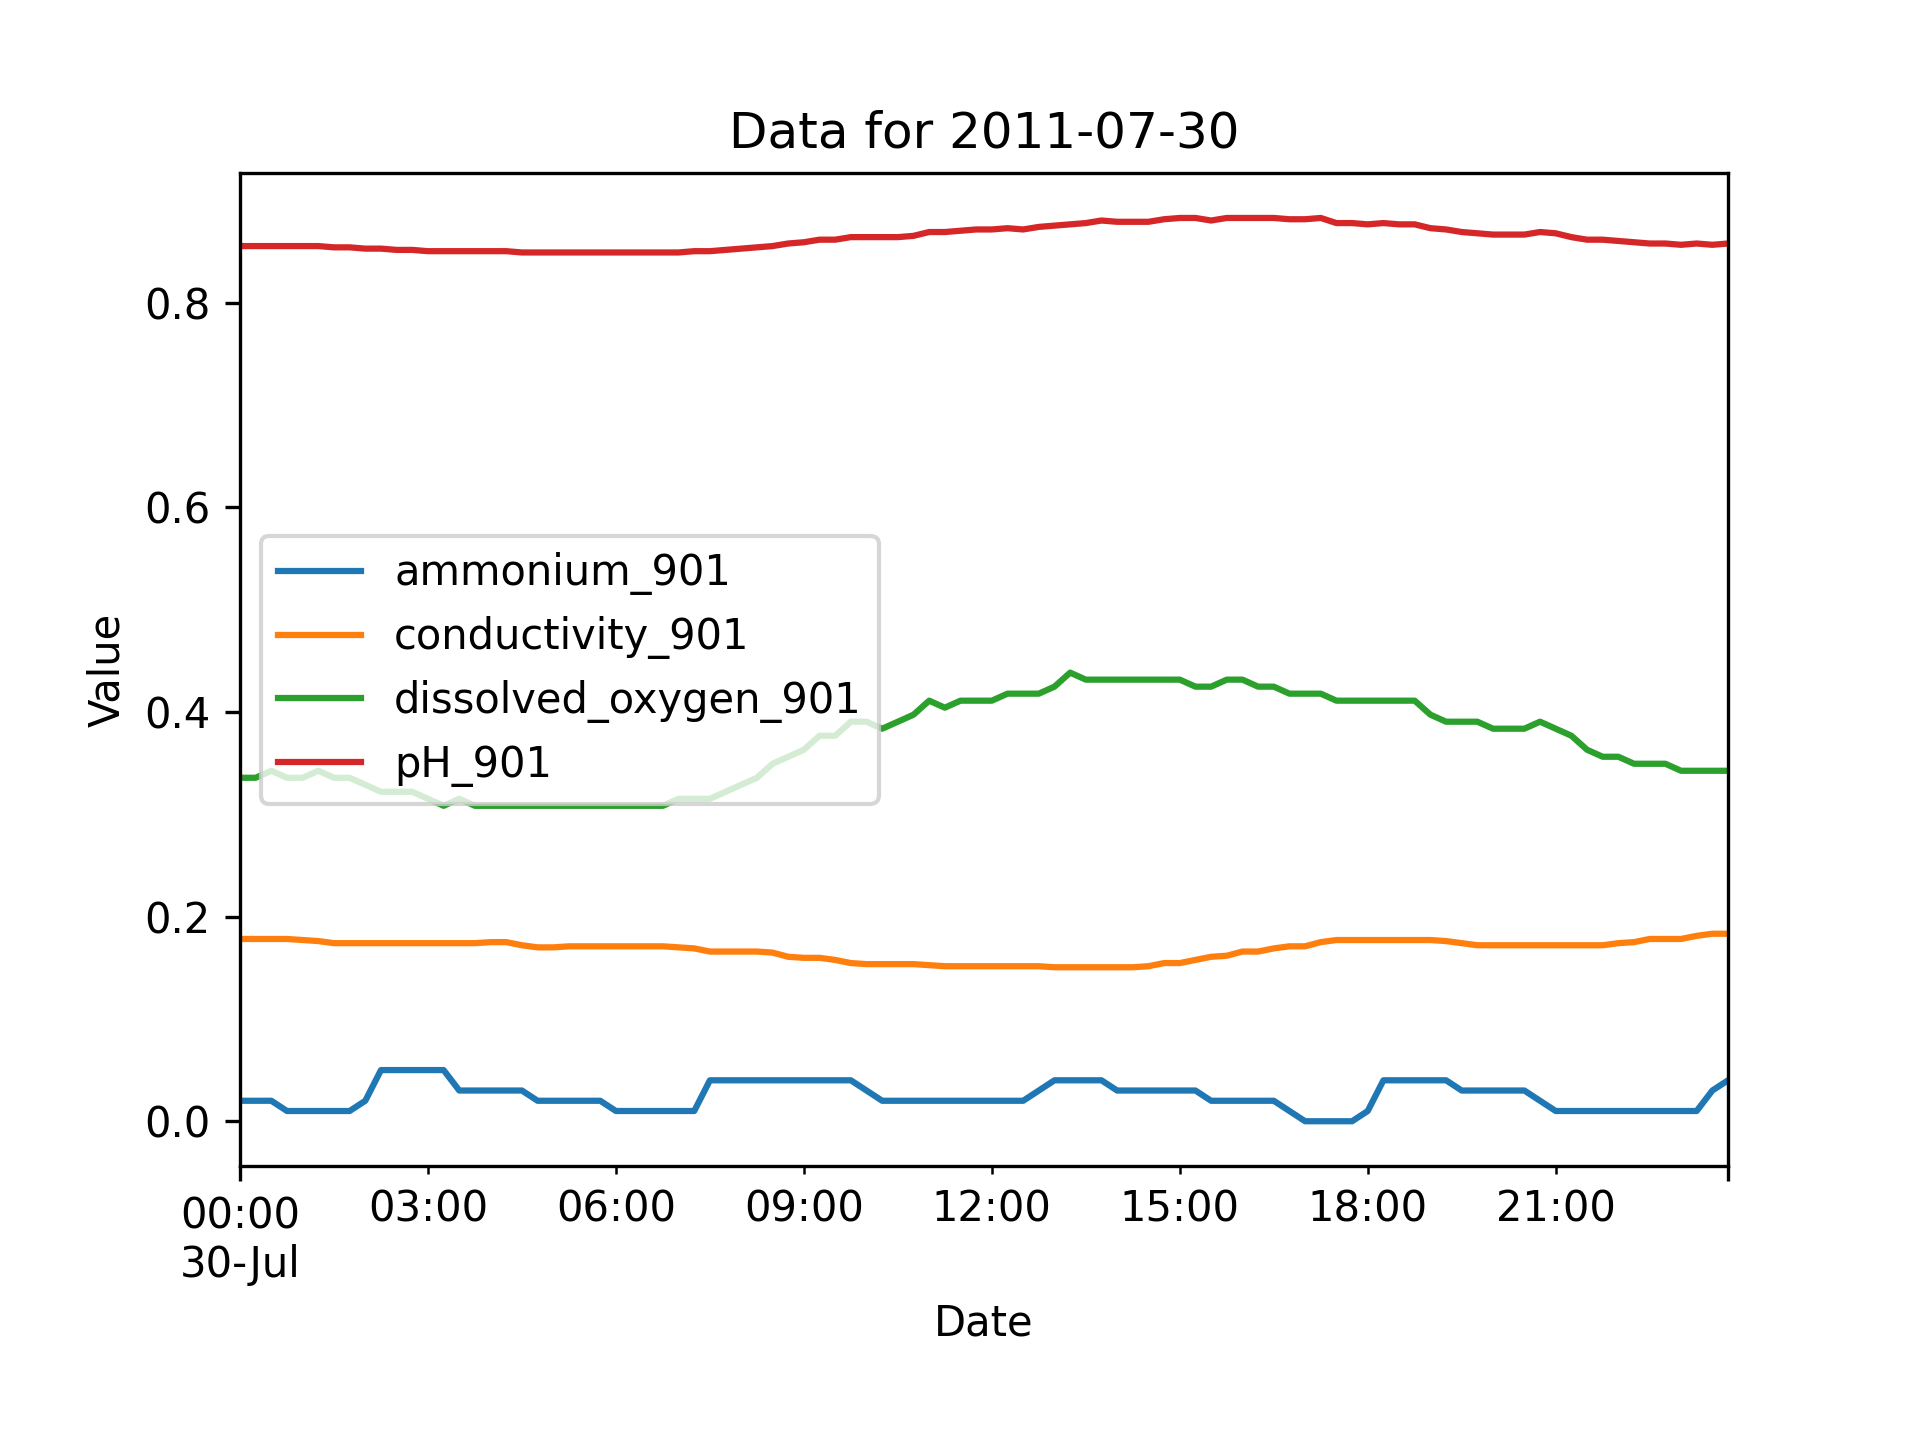 Data for 2011-07-30
Value
0.8
0.6
0.4
0.2
0.0
ammonium_901
conductivity_901
dissolved_oxygen_901
pH_901
00:00 03:00 06:00 09:00 12:00 15:00 18:00 21:00
30-Jul
Date